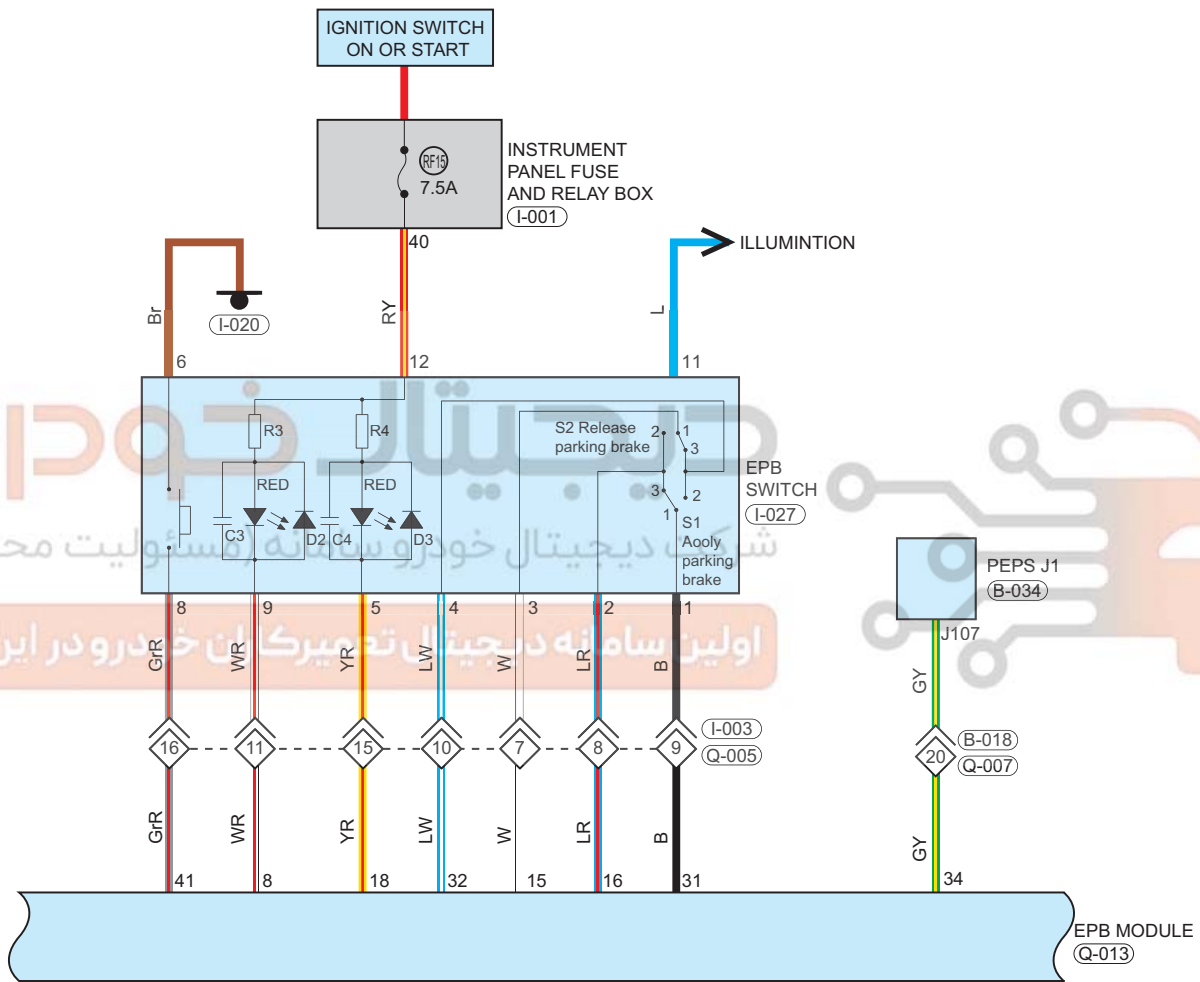 IGNITION SWITCH
ON OR START
RF15
7.5A
INSTRUMENT
PANEL FUSE
AND RELAY BOX
I-001
40
ILLUMINTION
Br
I-020
RY
L
6
12
11
R3
R4
S2 Release
parking brake
2
1
3
RED
RED
3
2
1
C3
D2
C4
D3
S1
Aooly
parking
brake
EPB
SWITCH
I-027
دیجیتال خودر
شرکت دیجیتال خودرو سامانه (مسئولیت مح
اولین سامانه دیجیتال تعمیرکاران خودرو در ایر
PEPS J1
B-034
J107
8
9
5
4
3
2
1
GrR
WR
YR
LW
W
LR
B
GY
16
11
15
10
7
8
9
I-003
Q-005
20
B-018
Q-007
GrR
WR
YR
LW
W
LR
B
GY
41
8
18
32
15
16
31
34
EPB MODULE
Q-013